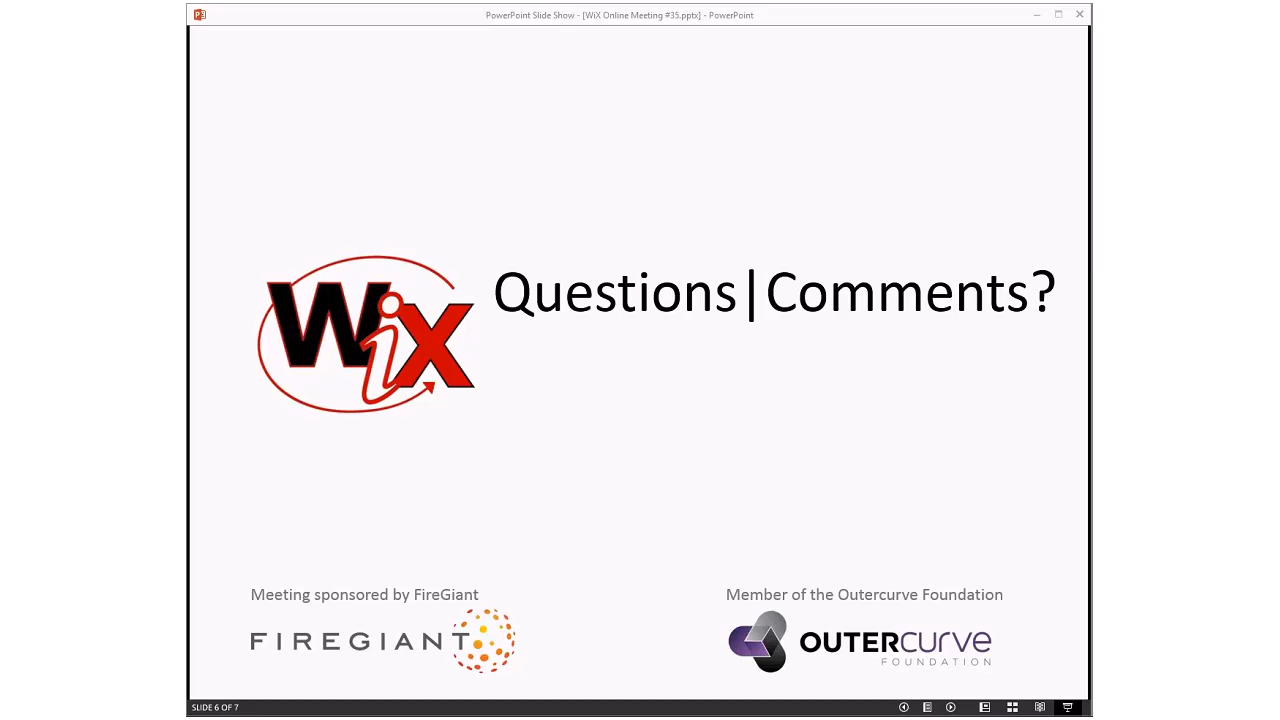 PowerPoint Slide Show - [WiX Online Meeting #35.pptx] - PowerPoint
WiX
Questions|Comments?
Meeting sponsored by FireGiant
FIREGIANT
Member of the Outercurve Foundation
OUTERCURVE
FOUNDATION
SLIDE 6 OF 7